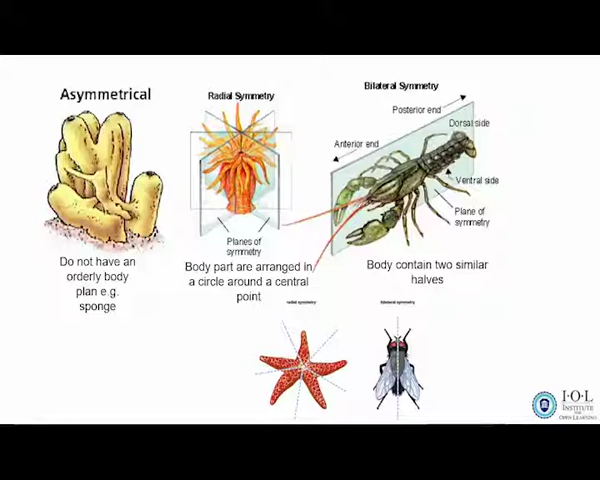 Asymmetrical
Do not have an
orderly body
plan e.g.
sponge
Radial Symmetry
Planes of
symmetry
Body part are arranged in
a circle around a central
point
Bilateral Symmetry
Posterior end
Dorsal side
Anterior end
Ventral side
Plane of
symmetry
Body contain two similar
halves
radial symmetry
bilateral symmetry
I·O·L
INSTITUTE
FOR
OPEN LEARNING